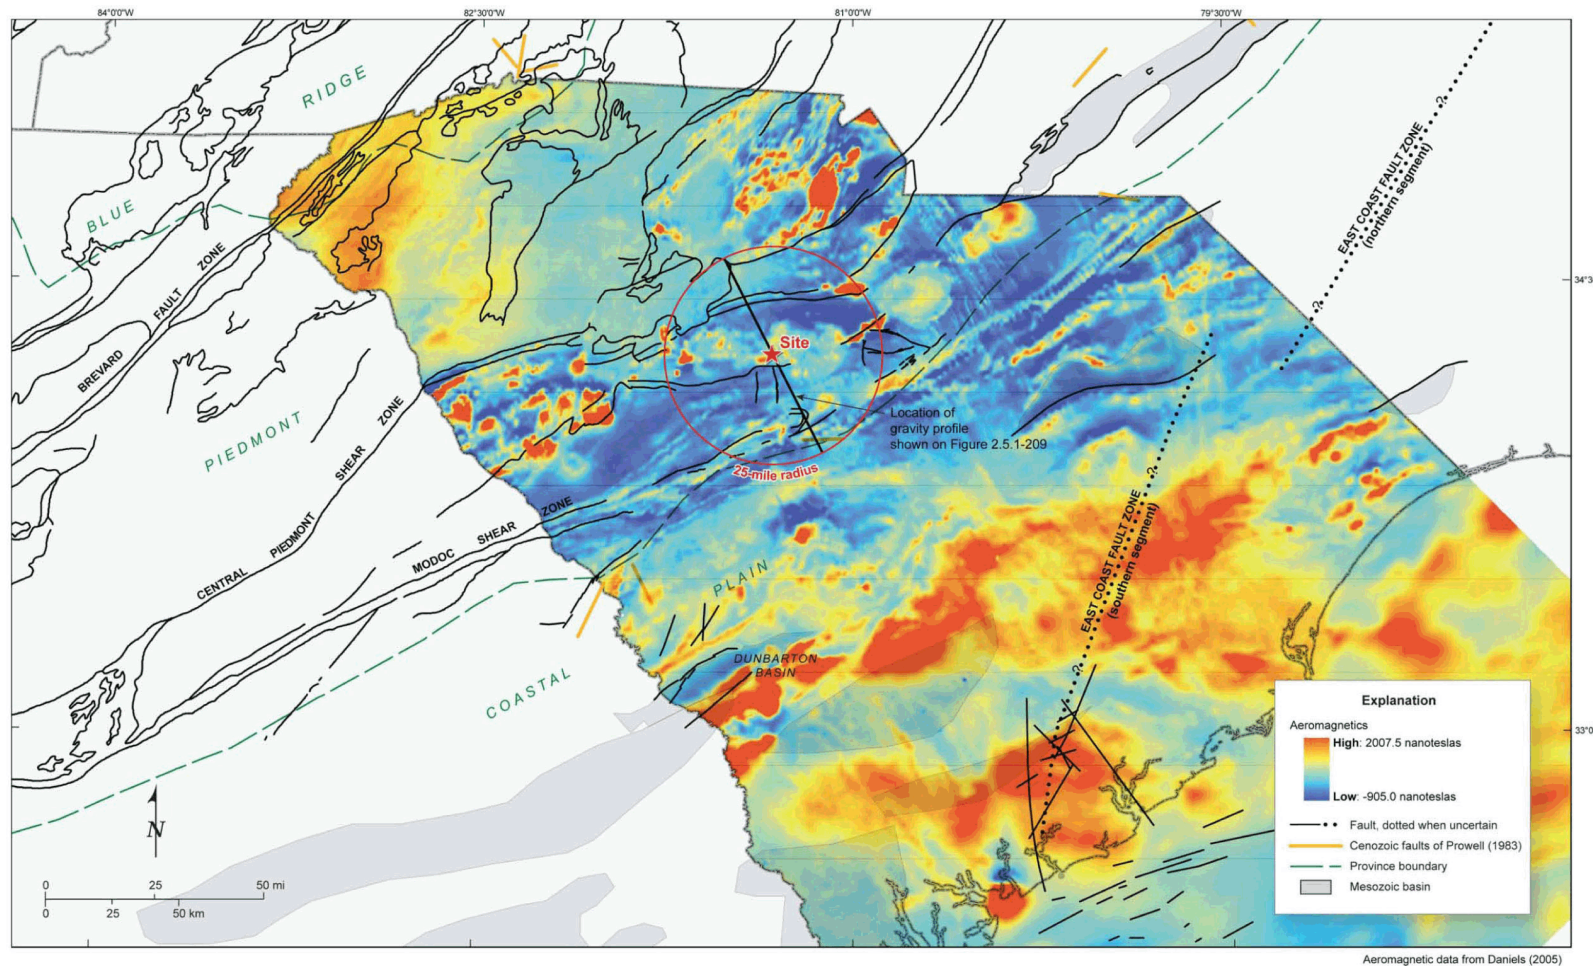 84°0'0"W
82°30'0"W
81°0'0"W
79°30'0"W
BLUE RIDGE
BREVARD FAULT ZONE
PIEDMONT
CENTRAL PIEDMONT SHEAR ZONE
MODOC SHEAR ZONE
COASTAL PLAIN
EAST COAST FAULT ZONE
(northern segment)
?
?
34°3
Site
25-mile radius
Location of
gravity profile
shown on Figure 2.5.1-209
?
EAST COAST FAULT ZONE
(southern segment)
?
DUNBARTON
BASIN
33°0
N
0 25 50 mi
0 25 50 km
Explanation
Aeromagnetics
High: 2007.5 nanoteslas
Low: -905.0 nanoteslas
Fault, dotted when uncertain
Cenozoic faults of Prowell (1983)
Province boundary
Mesozoic basin
Aeromagnetic data from Daniels (2005)